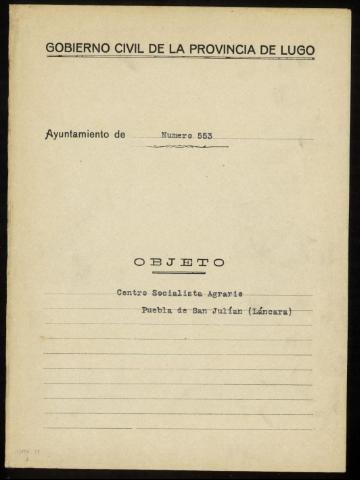 GOBIERNO CIVIL DE LA PROVINCIA DE LUGO
Ayuntamiento de Numero 553
OBJETO
Centro Socialista Agrario
Puebla de San Julían (Láncara)